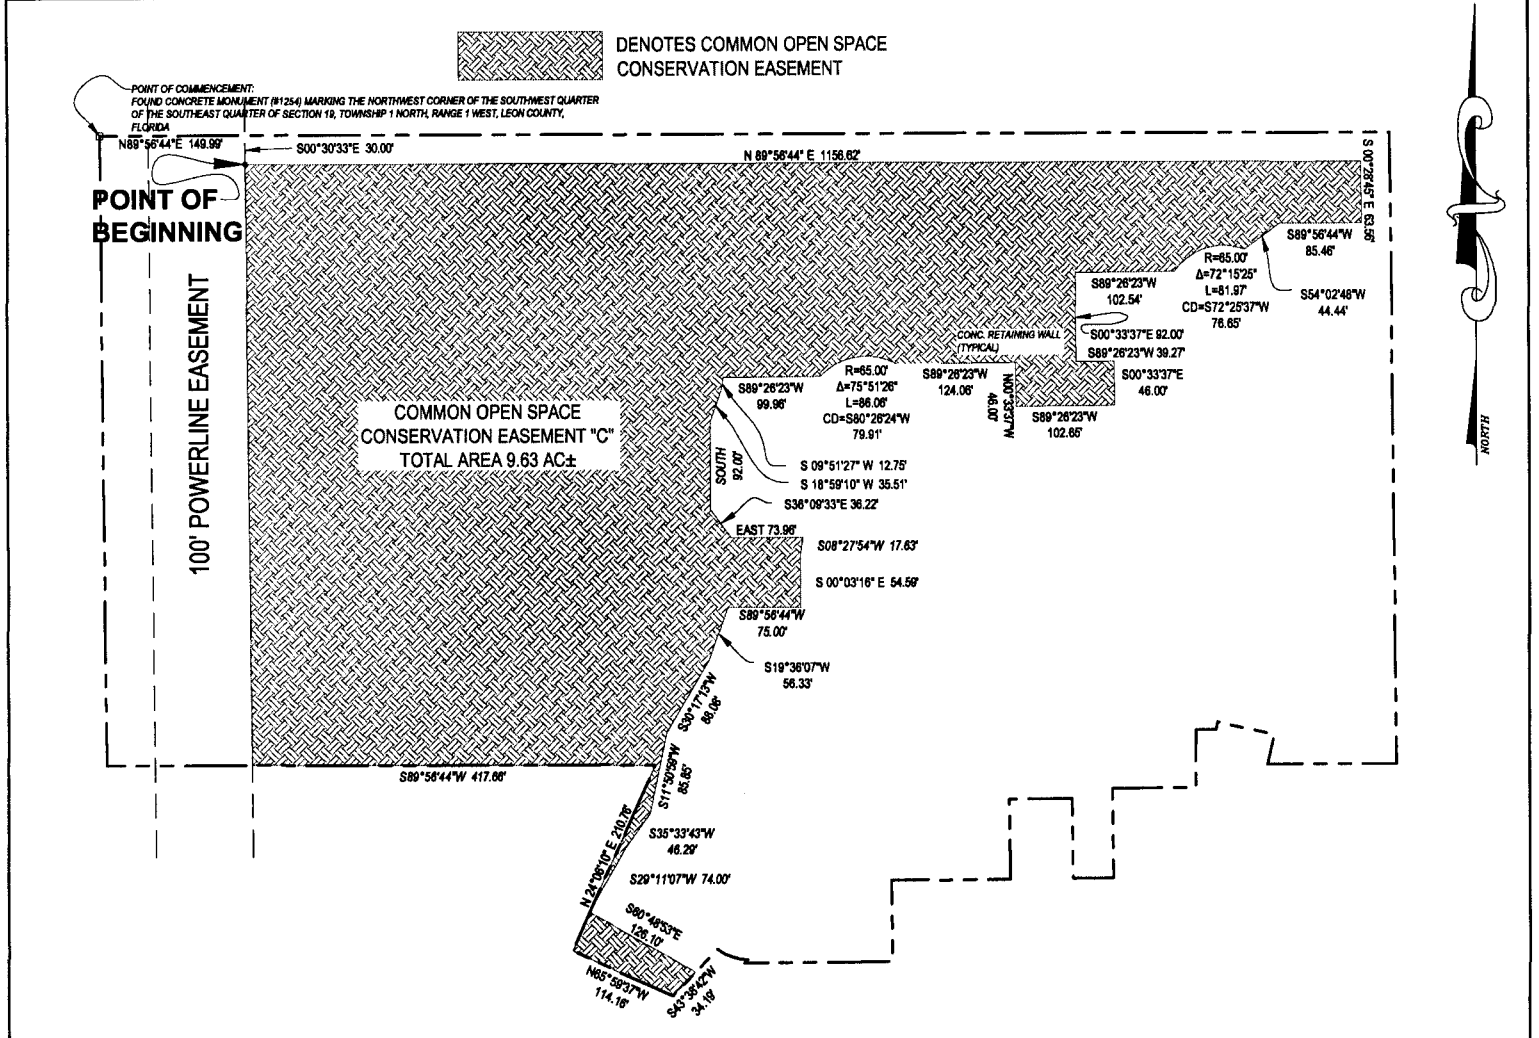 DENOTES COMMON OPEN SPACE
CONSERVATION EASEMENT
POINT OF COMMENCEMENT:
FOUND CONCRETE MONUMENT (#1254) MARKING THE NORTHWEST CORNER OF THE SOUTHWEST QUARTER
OF THE SOUTHEAST QUARTER OF SECTION 19, TOWNSHIP 1 NORTH, RANGE 1 WEST, LEON COUNTY,
FLORIDA
N89°56'44"E 149.99'
S00°30'33"E 30.00'
N 89°56'44" E 1156.62'
S 00°26'45" E 63.56'
POINT OF
BEGINNING
100' POWERLINE EASEMENT
S89°56'44"W
85.46'
R=65.00'
Δ=72°15'25"
L=81.97'
CD=S72°25'37"W
76.65'
S54°02'48"W
44.44'
S89°26'23"W
102.54'
CONC. RETAINING WALL
(TYPICAL)
S00°33'37"E 92.00'
S89°26'23"W 39.27'
S00°33'37"E
46.00'
S89°26'23"W
102.65'
N00°33'37"W
46.00'
S89°26'23"W
124.06'
R=65.00'
Δ=75°51'26"
L=86.06'
CD=S80°26'24"W
79.91'
S89°26'23"W
99.96'
COMMON OPEN SPACE
CONSERVATION EASEMENT "C"
TOTAL AREA 9.63 AC±
S 09°51'27" W 12.75'
S 18°59'10" W 35.51'
SOUTH
92.00'
S36°09'33"E 36.22'
EAST 73.96'
S08°27'54"W 17.63'
S 00°03'16" E 54.59'
S89°56'44"W
75.00'
S19°36'07"W
56.33'
S30°17'13"W
88.06'
S11°50'59"W
85.85'
S89°56'44"W 417.66'
N 24°06'10" E 210.76'
S35°33'43"W
46.29'
S29°11'07"W 74.00'
S60°48'53"E
126.10'
N65°59'37"W
114.16'
S43°36'42"W
34.19'
NORTH